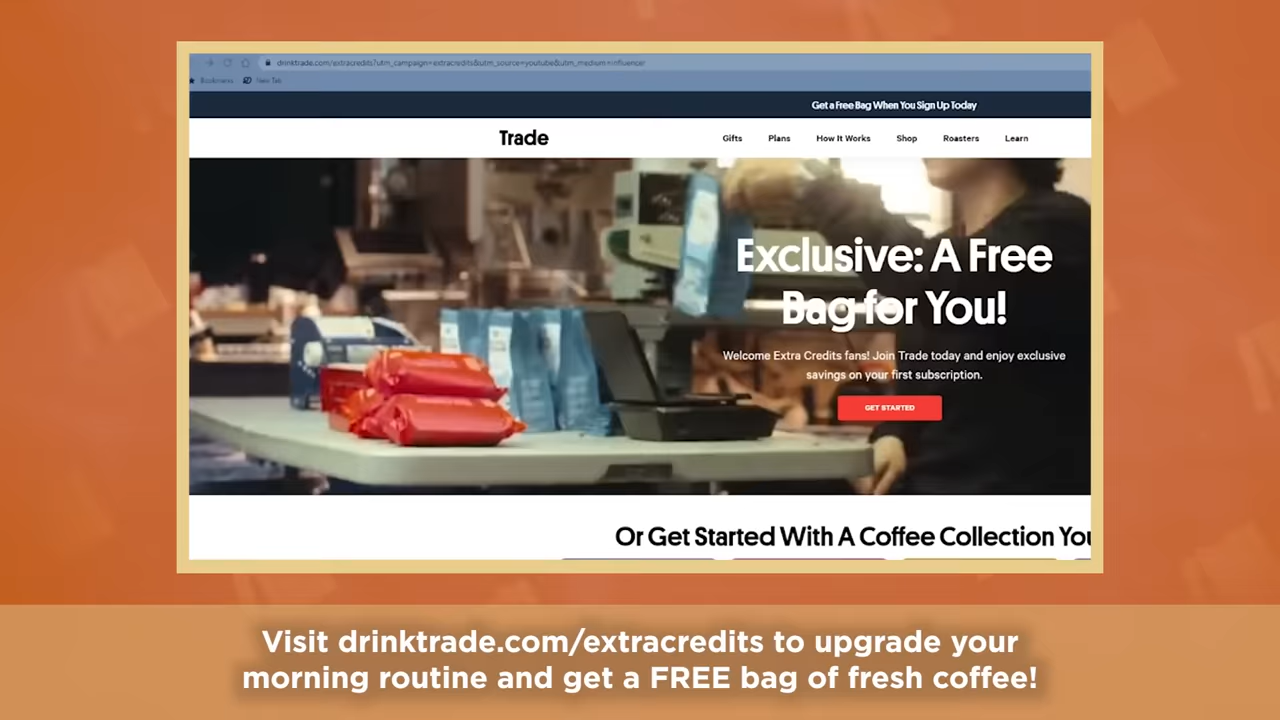 drinktrade.com/extracredits?utm_campaign=extracredits&utm_source=youtube&utm_medium=influencer
Bookmarks New Tab
Get a Free Bag When You Sign Up Today
Trade Gifts Plans How It Works Shop Roasters Learn
Exclusive: A Free
Bag for You!
Welcome Extra Credits fans! Join Trade today and enjoy exclusive
savings on your first subscription.
GET STARTED
Or Get Started With A Coffee Collection You
Visit drinktrade.com/extracredits to upgrade your
morning routine and get a FREE bag of fresh coffee!